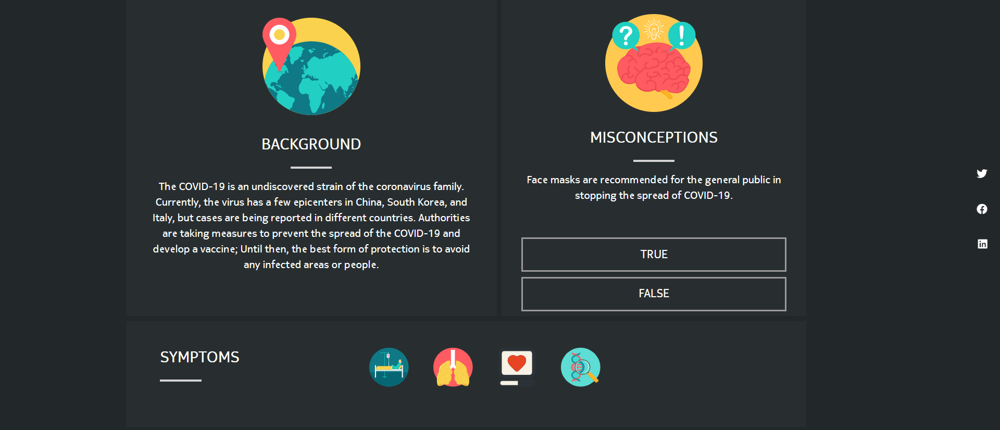 BACKGROUND
The COVID-19 is an undiscovered strain of the coronavirus family.
Currently, the virus has a few epicenters in China, South Korea, and
Italy, but cases are being reported in different countries. Authorities
are taking measures to prevent the spread of the COVID-19 and
develop a vaccine; Until then, the best form of protection is to avoid
any infected areas or people.
? !
MISCONCEPTIONS
Face masks are recommended for the general public in
stopping the spread of COVID-19.
TRUE
FALSE
SYMPTOMS